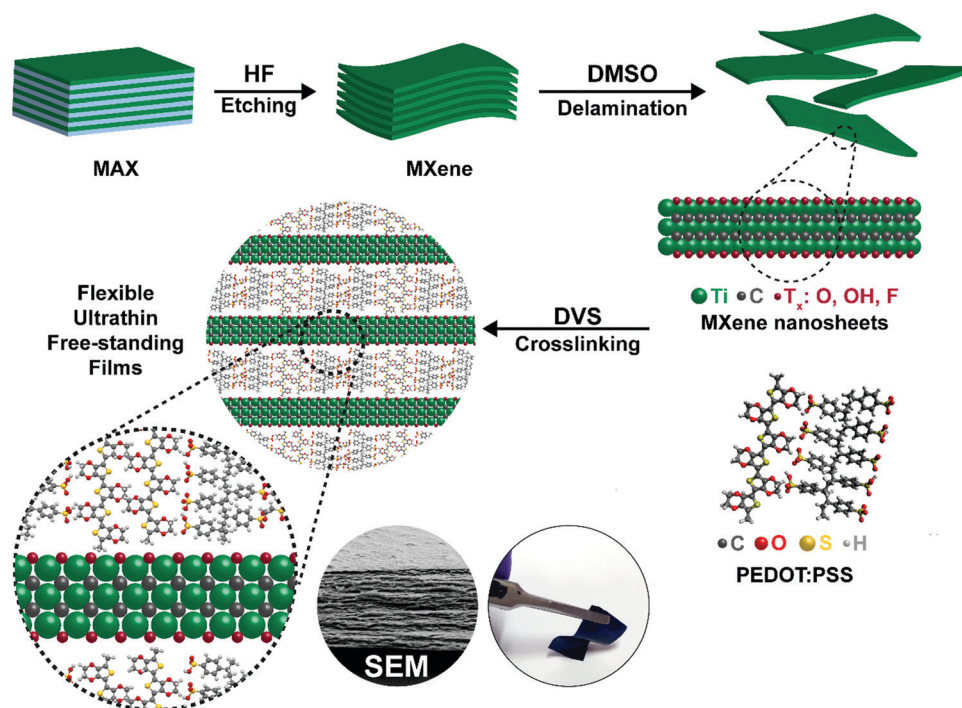 HF
Etching
DMSO
Delamination
MAX
MXene
Ti C Tx: O, OH, F
MXene nanosheets
Flexible
Ultrathin
Free-standing
Films
DVS
Crosslinking
C O S H
PEDOT:PSS
SEM